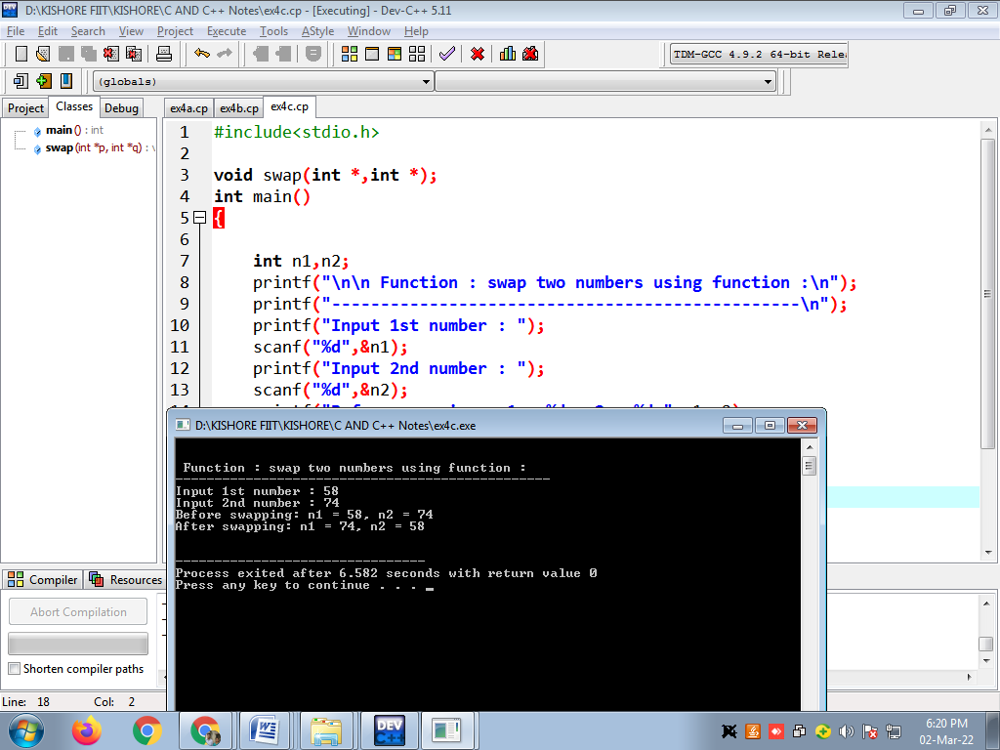 D:\KISHORE FIIT\KISHORE\C AND C++ Notes\ex4c.cp - [Executing] - Dev-C++ 5.11
File Edit Search View Project Execute Tools AStyle Window Help
TDM-GCC 4.9.2 64-bit Rele
(globals)
Project Classes Debug
ex4a.cp ex4b.cp ex4c.cp
main () : int
swap (int *p, int *q) :
1 #include<stdio.h>
2
3 void swap(int *,int *);
4 int main()
5 {
6
7 int n1,n2;
8 printf("\n\n Function : swap two numbers using function :\n");
9 printf("------------------------------------------------\n");
10 printf("Input 1st number : ");
11 scanf("%d",&n1);
12 printf("Input 2nd number : ");
13 scanf("%d",&n2);
D:\KISHORE FIIT\KISHORE\C AND C++ Notes\ex4c.exe
Function : swap two numbers using function :
------------------------------------------------
Input 1st number : 58
Input 2nd number : 74
Before swapping: n1 = 58, n2 = 74
After swapping: n1 = 74, n2 = 58
--------------------------------
Process exited after 6.582 seconds with return value 0
Press any key to continue . . . _
Compiler Resources
Abort Compilation
Shorten compiler paths
Line: 18 Col: 2
DEV C++
6:20 PM
02-Mar-22